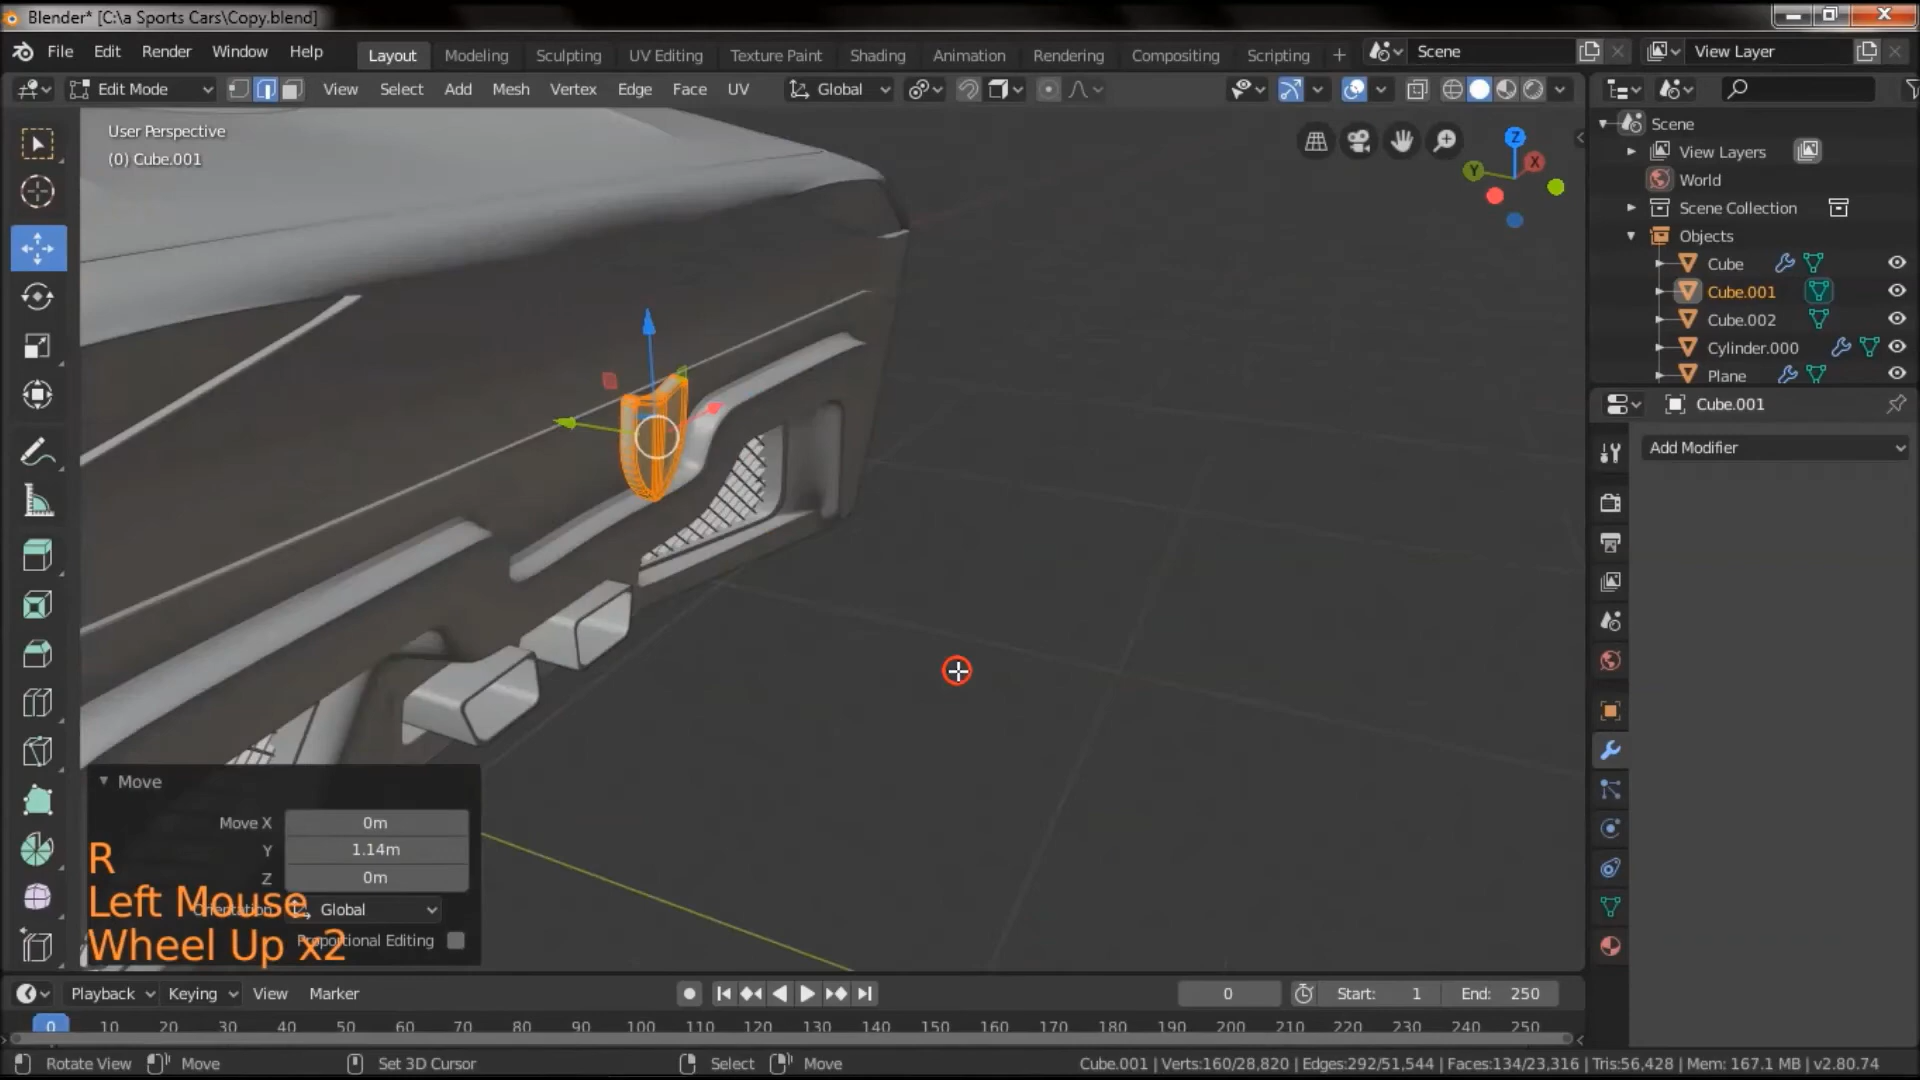 Blender* [C:\a Sports Cars\Copy.blend]
File Edit Render Window Help Layout Modeling Sculpting UV Editing Texture Paint Shading Animation Rendering Compositing Scripting + Scene View Layer
Edit Mode View Select Add Mesh Vertex Edge Face UV Global
User Perspective
(0) Cube.001
Z
Y
X
Scene
View Layers
World
Scene Collection
Objects
Cube
Cube.001
Cube.002
Cylinder.000
Plane
Cube.001
Add Modifier
Move
Move X 0m
Y 1.14m
Z 0m
Orientation Global
Proportional Editing
R
Left Mouse
Wheel Up x2
Playback Keying View Marker 0 Start: 1 End: 250
0 10 20 30 40 50 60 70 80 90 100 110 120 130 140 150 160 170 180 190 200 210 220 230 240 250
Rotate View Move Set 3D Cursor Select Move Cube.001 | Verts:160/28,820 | Edges:292/51,544 | Faces:134/23,316 | Tris:56,428 | Mem: 167.1 MB | v2.80.74